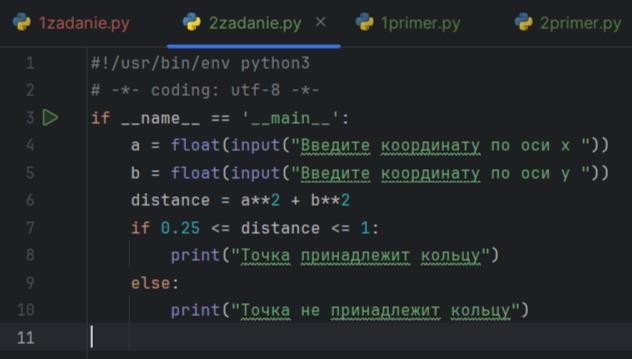 1zadanie.py 2zadanie.py × 1primer.py 2primer.py
1 #!/usr/bin/env python3
2 # -*- coding: utf-8 -*-
3 if __name__ == '__main__':
4 a = float(input("Введите координату по оси x "))
5 b = float(input("Введите координату по оси y "))
6 distance = a**2 + b**2
7 if 0.25 <= distance <= 1:
8 print("Точка принадлежит кольцу")
9 else:
10 print("Точка не принадлежит кольцу")
11